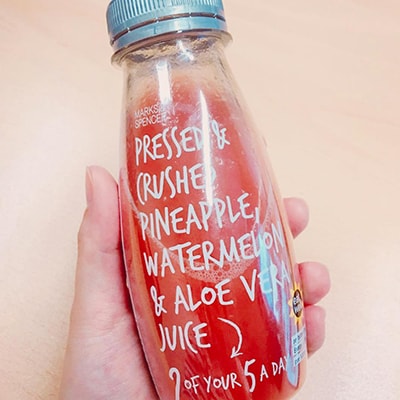 MARKS &
SPENCER
PRESSED &
CRUSHED
PINEAPPLE,
WATERMELON
& ALOE VERA
JUICE
2 OF YOUR 5 A DAY